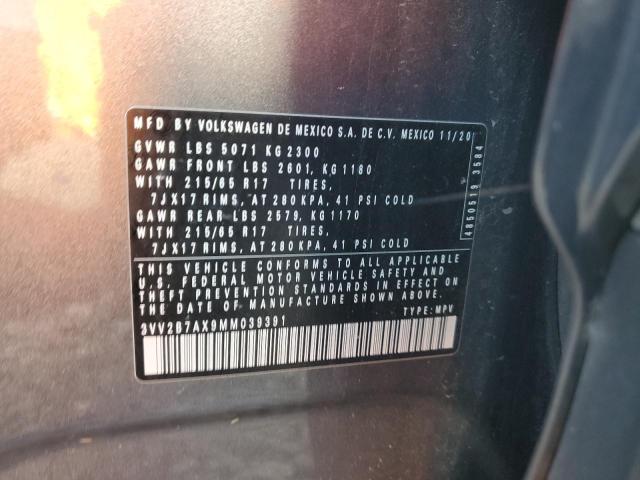 MFD BY VOLKSWAGEN DE MEXICO S.A. DE C.V. MEXICO 11/20
GVWR LBS 5071 KG 2300
GAWR FRONT LBS 2601, KG 1180
WITH 215/65 R17 TIRES,
7JX17 RIMS, AT 280 KPA, 41 PSI COLD
GAWR REAR LBS 2579, KG 1170
WITH 215/65 R17 TIRES,
7JX17 RIMS, AT 280 KPA, 41 PSI COLD
THIS VEHICLE CONFORMS TO ALL APPLICABLE
U.S. FEDERAL MOTOR VEHICLE SAFETY AND
THEFT PREVENTION STANDARDS IN EFFECT ON
THE DATE OF MANUFACTURE SHOWN ABOVE.
3VV2B7AX9MM039391 TYPE: MPV
4850519 3584